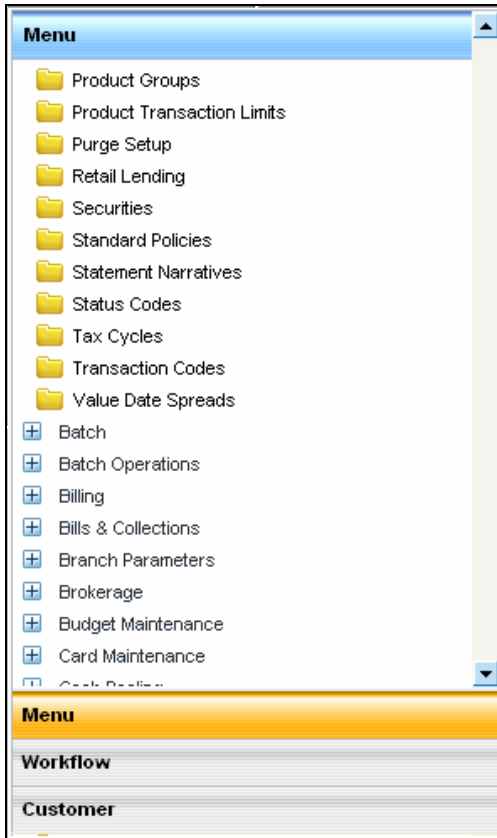 Menu
Product Groups
Product Transaction Limits
Purge Setup
Retail Lending
Securities
Standard Policies
Statement Narratives
Status Codes
Tax Cycles
Transaction Codes
Value Date Spreads
Batch
Batch Operations
Billing
Bills & Collections
Branch Parameters
Brokerage
Budget Maintenance
Card Maintenance
Cash Pooling
Menu
Workflow
Customer